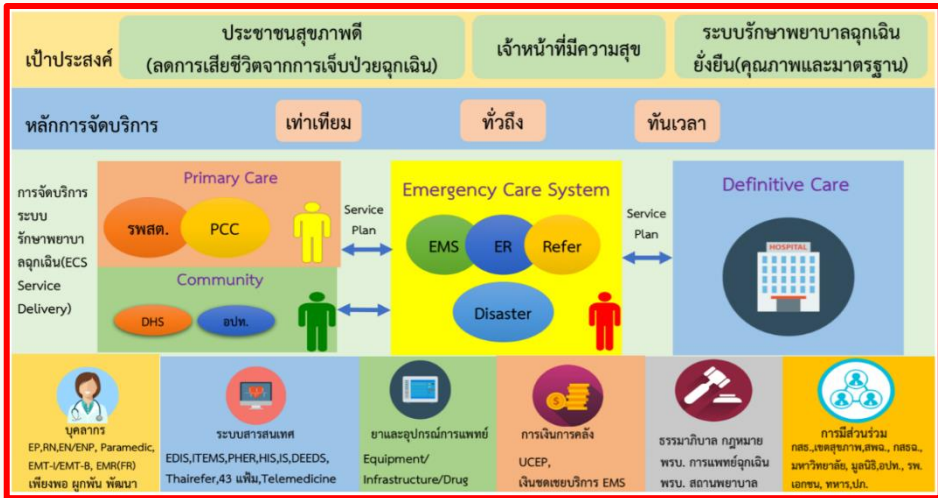 เป้าประสงค์
ประชาชนสุขภาพดี
(ลดการเสียชีวิตจากการเจ็บป่วยฉุกเฉิน)
เจ้าหน้าที่มีความสุข
ระบบรักษาพยาบาลฉุกเฉิน
ยั่งยืน(คุณภาพและมาตรฐาน)
หลักการจัดบริการ
เท่าเทียม
ทั่วถึง
ทันเวลา
การจัดบริการ
ระบบ
รักษาพยาบา
ลฉุกเฉิน(ECS
Service
Delivery)
Primary Care
รพสต.
PCC
Community
DHS
อปท.
Service
Plan
Emergency Care System
EMS
ER
Refer
Disaster
Service
Plan
Definitive Care
HOSPITAL
บุคลากร
EP,RN,EN/ENP, Paramedic,
EMT-I/EMT-B, EMR(FR)
เพียงพอ ผูกพัน พัฒนา
ระบบสารสนเทศ
EDIS,ITEMS,PHER,HIS,IS,DEEDS,
Thairefer,43 แฟ้ม,Telemedicine
ยาและอุปกรณ์การแพทย์
Equipment/
Infrastructure/Drug
การเงินการคลัง
UCEP,
เงินชดเชยบริการ EMS
ธรรมาภิบาล กฎหมาย
พรบ. การแพทย์ฉุกเฉิน
พรบ. สถานพยาบาล
การมีส่วนร่วม
กสธ.,เขตสุขภาพ,สพฉ., กสธฉ.,
มหาวิทยาลัย, มูลนิธิ,อปท., รพ.
เอกชน, ทหาร,ปภ.